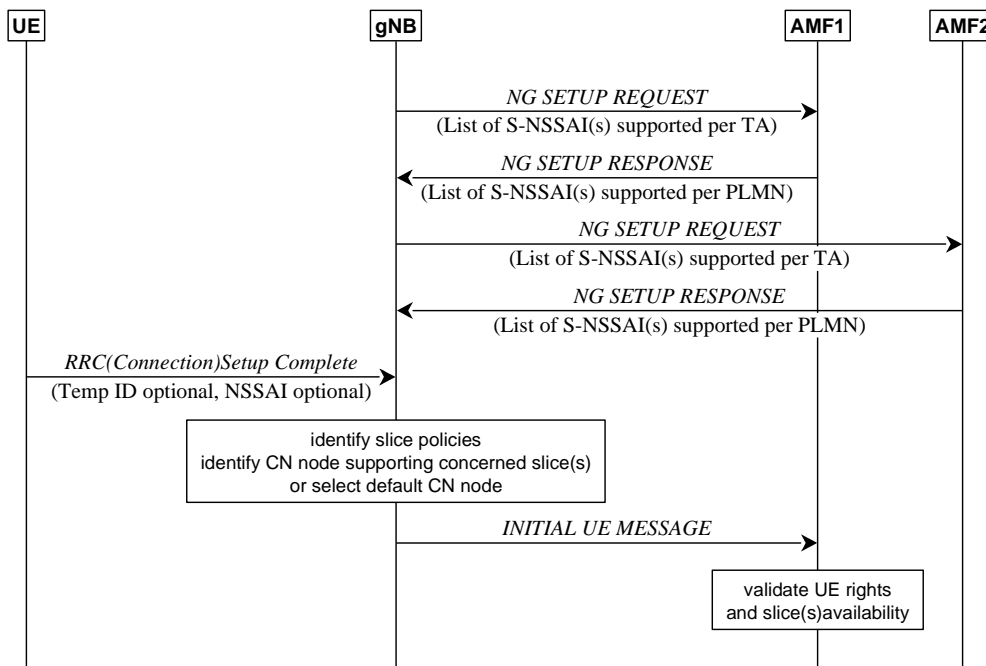 UE gNB AMF1 AMF2
NG SETUP REQUEST
(List of S-NSSAI(s) supported per TA)
NG SETUP RESPONSE
(List of S-NSSAI(s) supported per PLMN)
NG SETUP REQUEST
(List of S-NSSAI(s) supported per TA)
NG SETUP RESPONSE
(List of S-NSSAI(s) supported per PLMN)
RRC(Connection)Setup Complete
(Temp ID optional, NSSAI optional)
identify slice policies
identify CN node supporting concerned slice(s)
or select default CN node
INITIAL UE MESSAGE
validate UE rights
and slice(s)availability